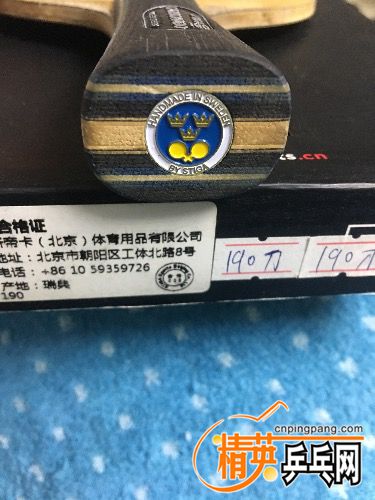 HANDMADE IN SWEDEN
BY STIGA
ks.cn
合格证
帝卡（北京）体育用品有限公司
地址：北京市朝阳区工体北路8号
电话：+86 10 59359726
产地：瑞典
190
190刀
190刀
cnpingpang.com
精英乒乓网